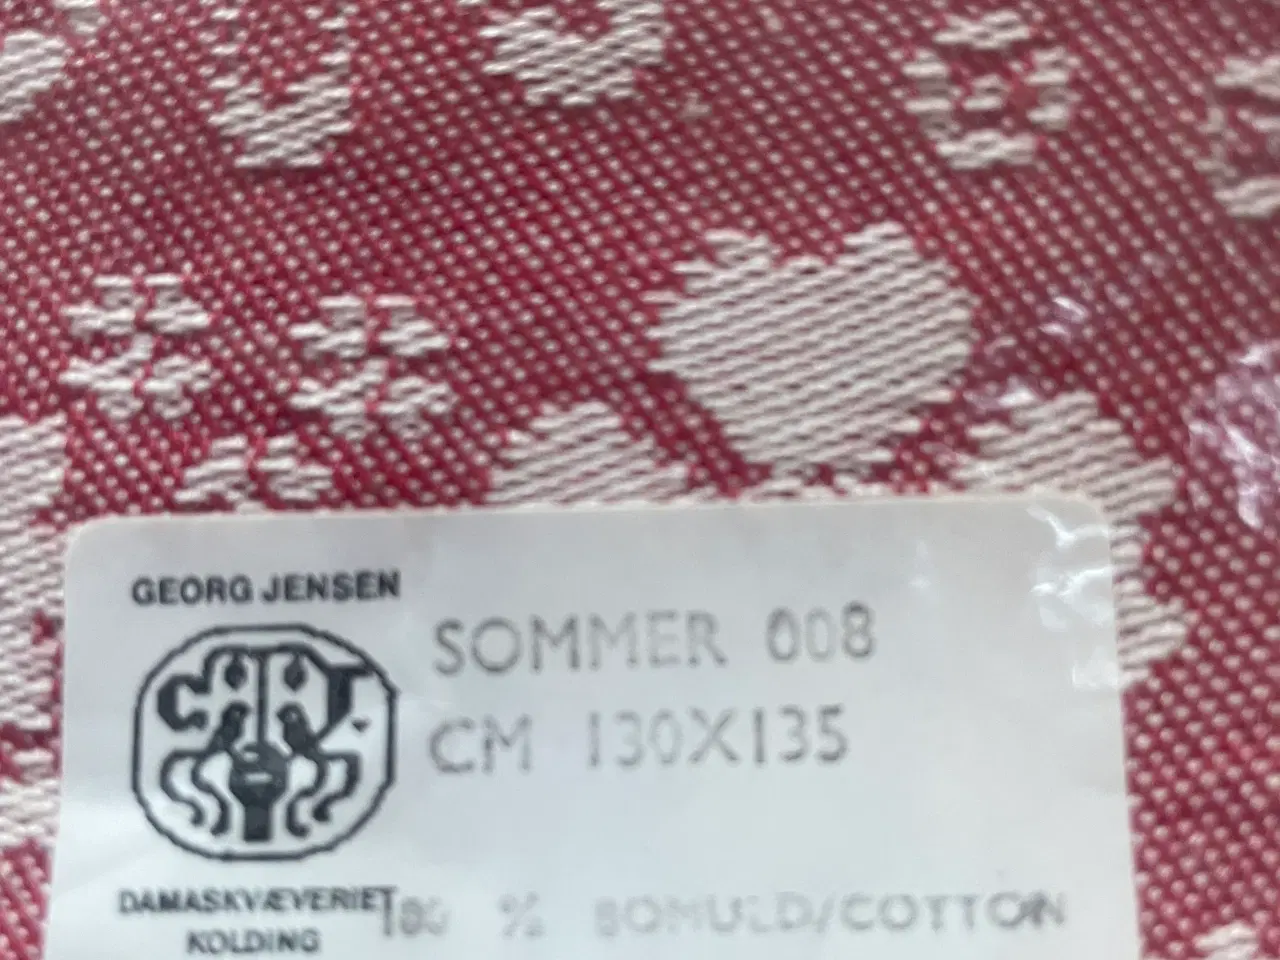 GEORG JENSEN
SOMMER 008
CM 130X135
DAMASKVÆVERIET
KOLDING
% BOMULD/COTTON